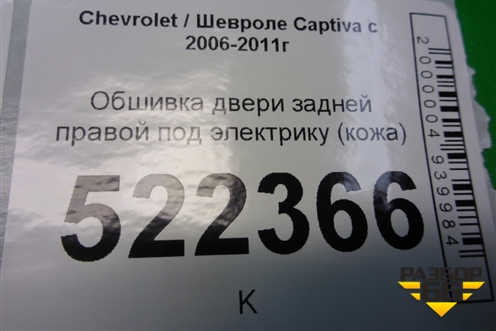 Chevrolet / Шевроле Captiva с
2006-2011г
Обшивка двери задней
правой под электрику (кожа)
522366
К
2000004939984
РАЗБОР